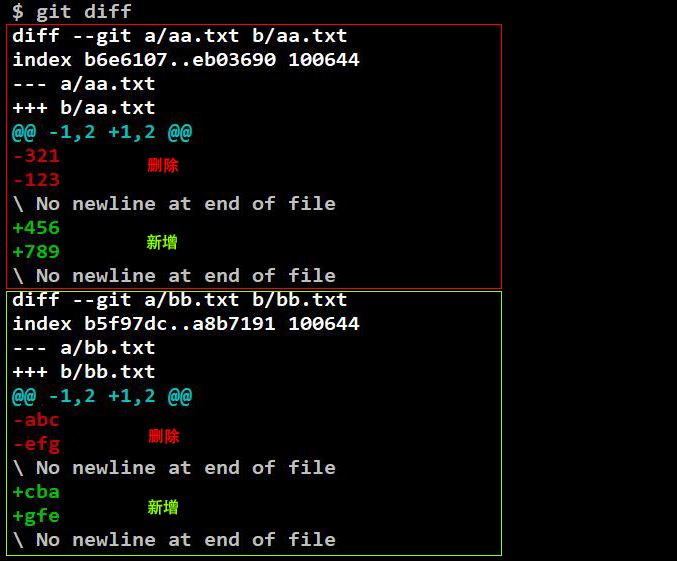 $ git diff
diff --git a/aa.txt b/aa.txt
index b6e6107..eb03690 100644
--- a/aa.txt
+++ b/aa.txt
@@ -1,2 +1,2 @@
-321
删除
-123
\ No newline at end of file
+456
新增
+789
\ No newline at end of file
diff --git a/bb.txt b/bb.txt
index b5f97dc..a8b7191 100644
--- a/bb.txt
+++ b/bb.txt
@@ -1,2 +1,2 @@
-abc
删除
-efg
\ No newline at end of file
+cba
新增
+gfe
\ No newline at end of file